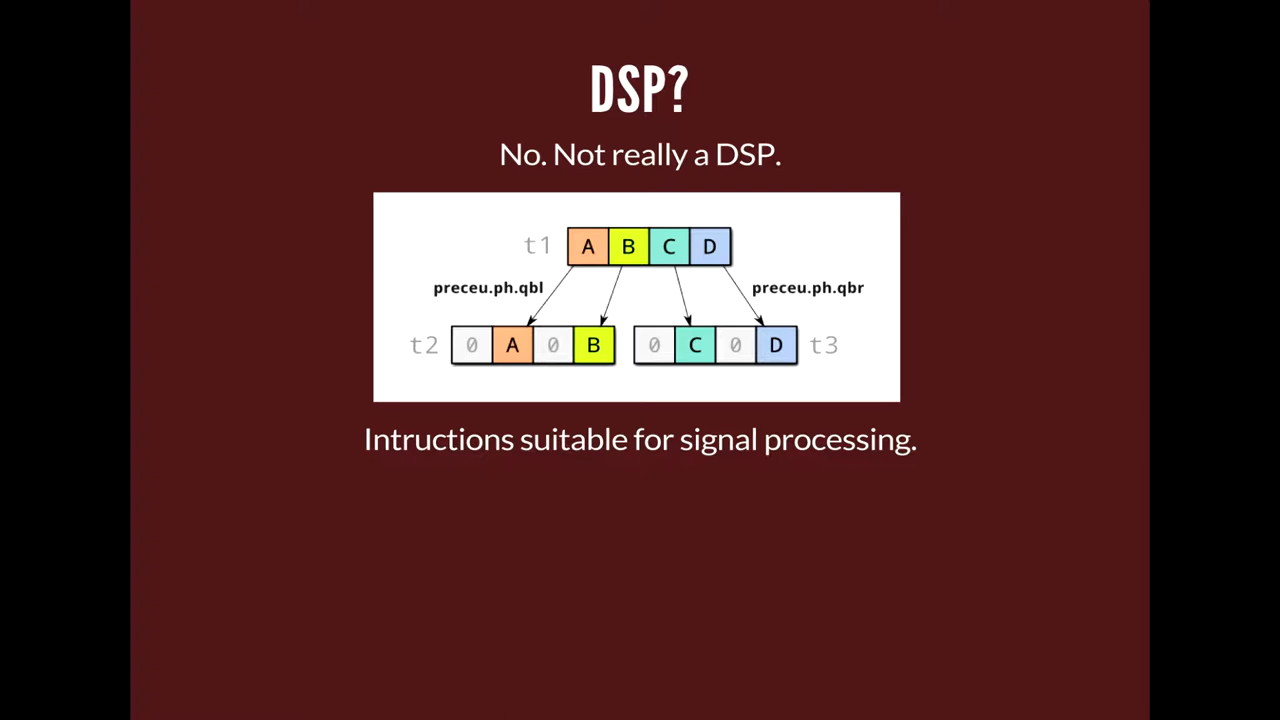 DSP?
No. Not really a DSP.
t1 A B C D
preceu.ph.qbl preceu.ph.qbr
t2 0 A 0 B 0 C 0 D t3
Intructions suitable for signal processing.